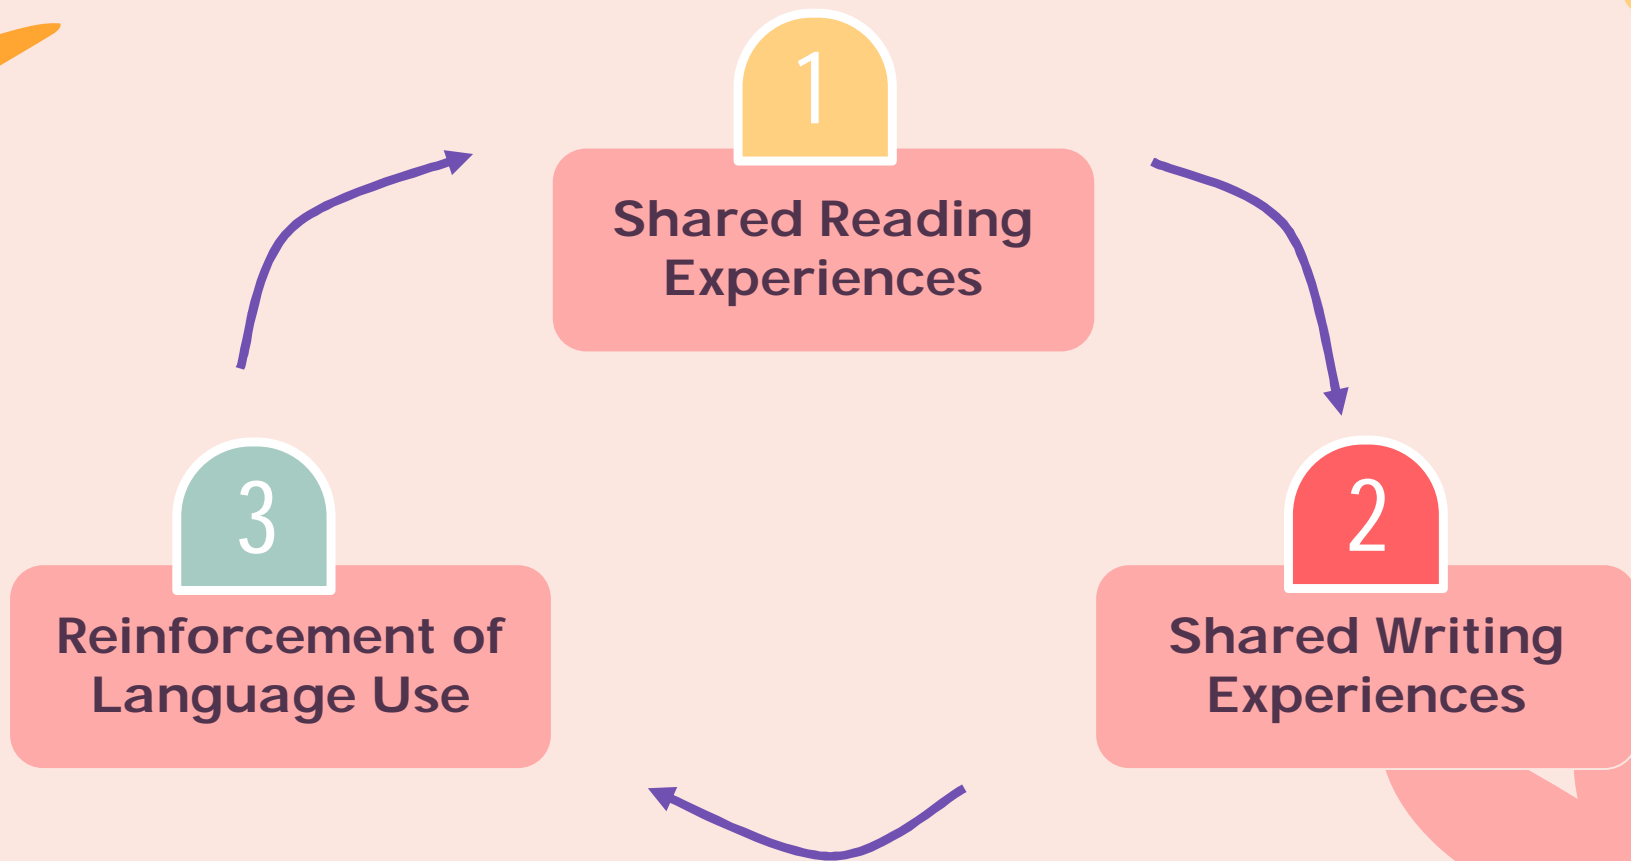 1
Shared Reading
Experiences
2
Shared Writing
Experiences
3
Reinforcement of
Language Use